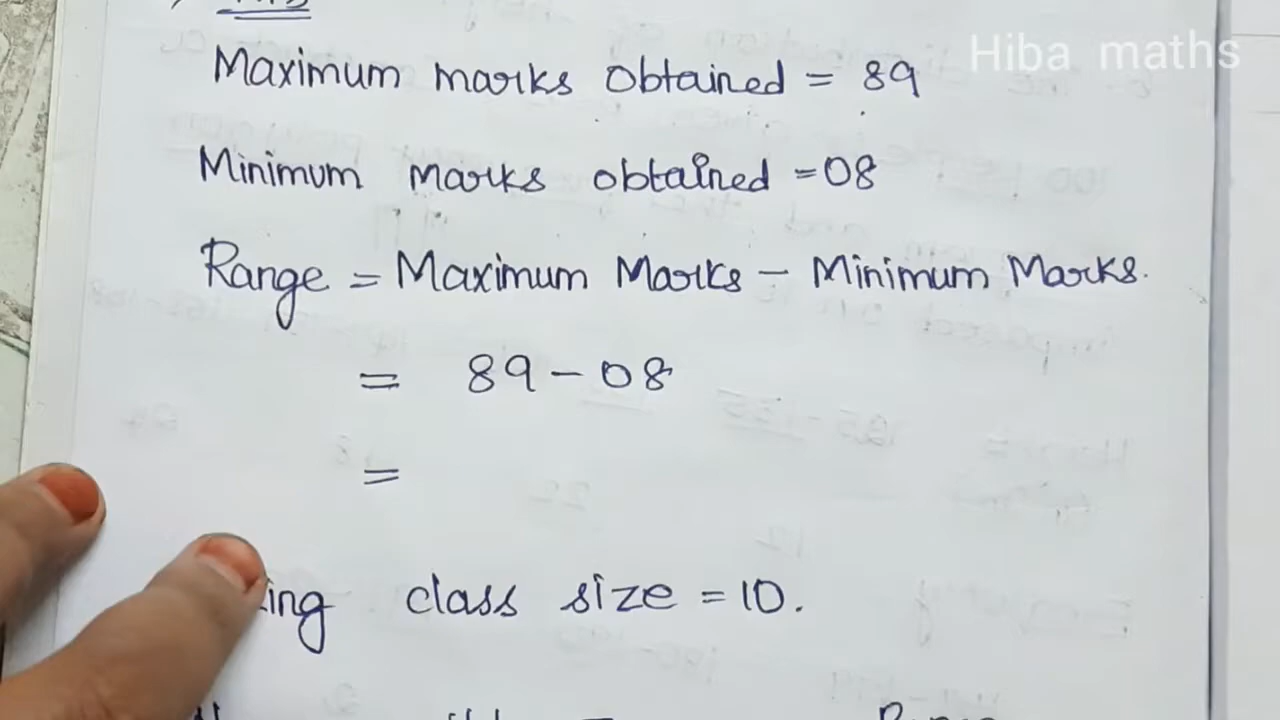 Hiba maths
Maximum marks obtained = 89
Minimum marks obtained =08
Range = Maximum Marks - Minimum Marks.
= 89-08
=
class size =10.